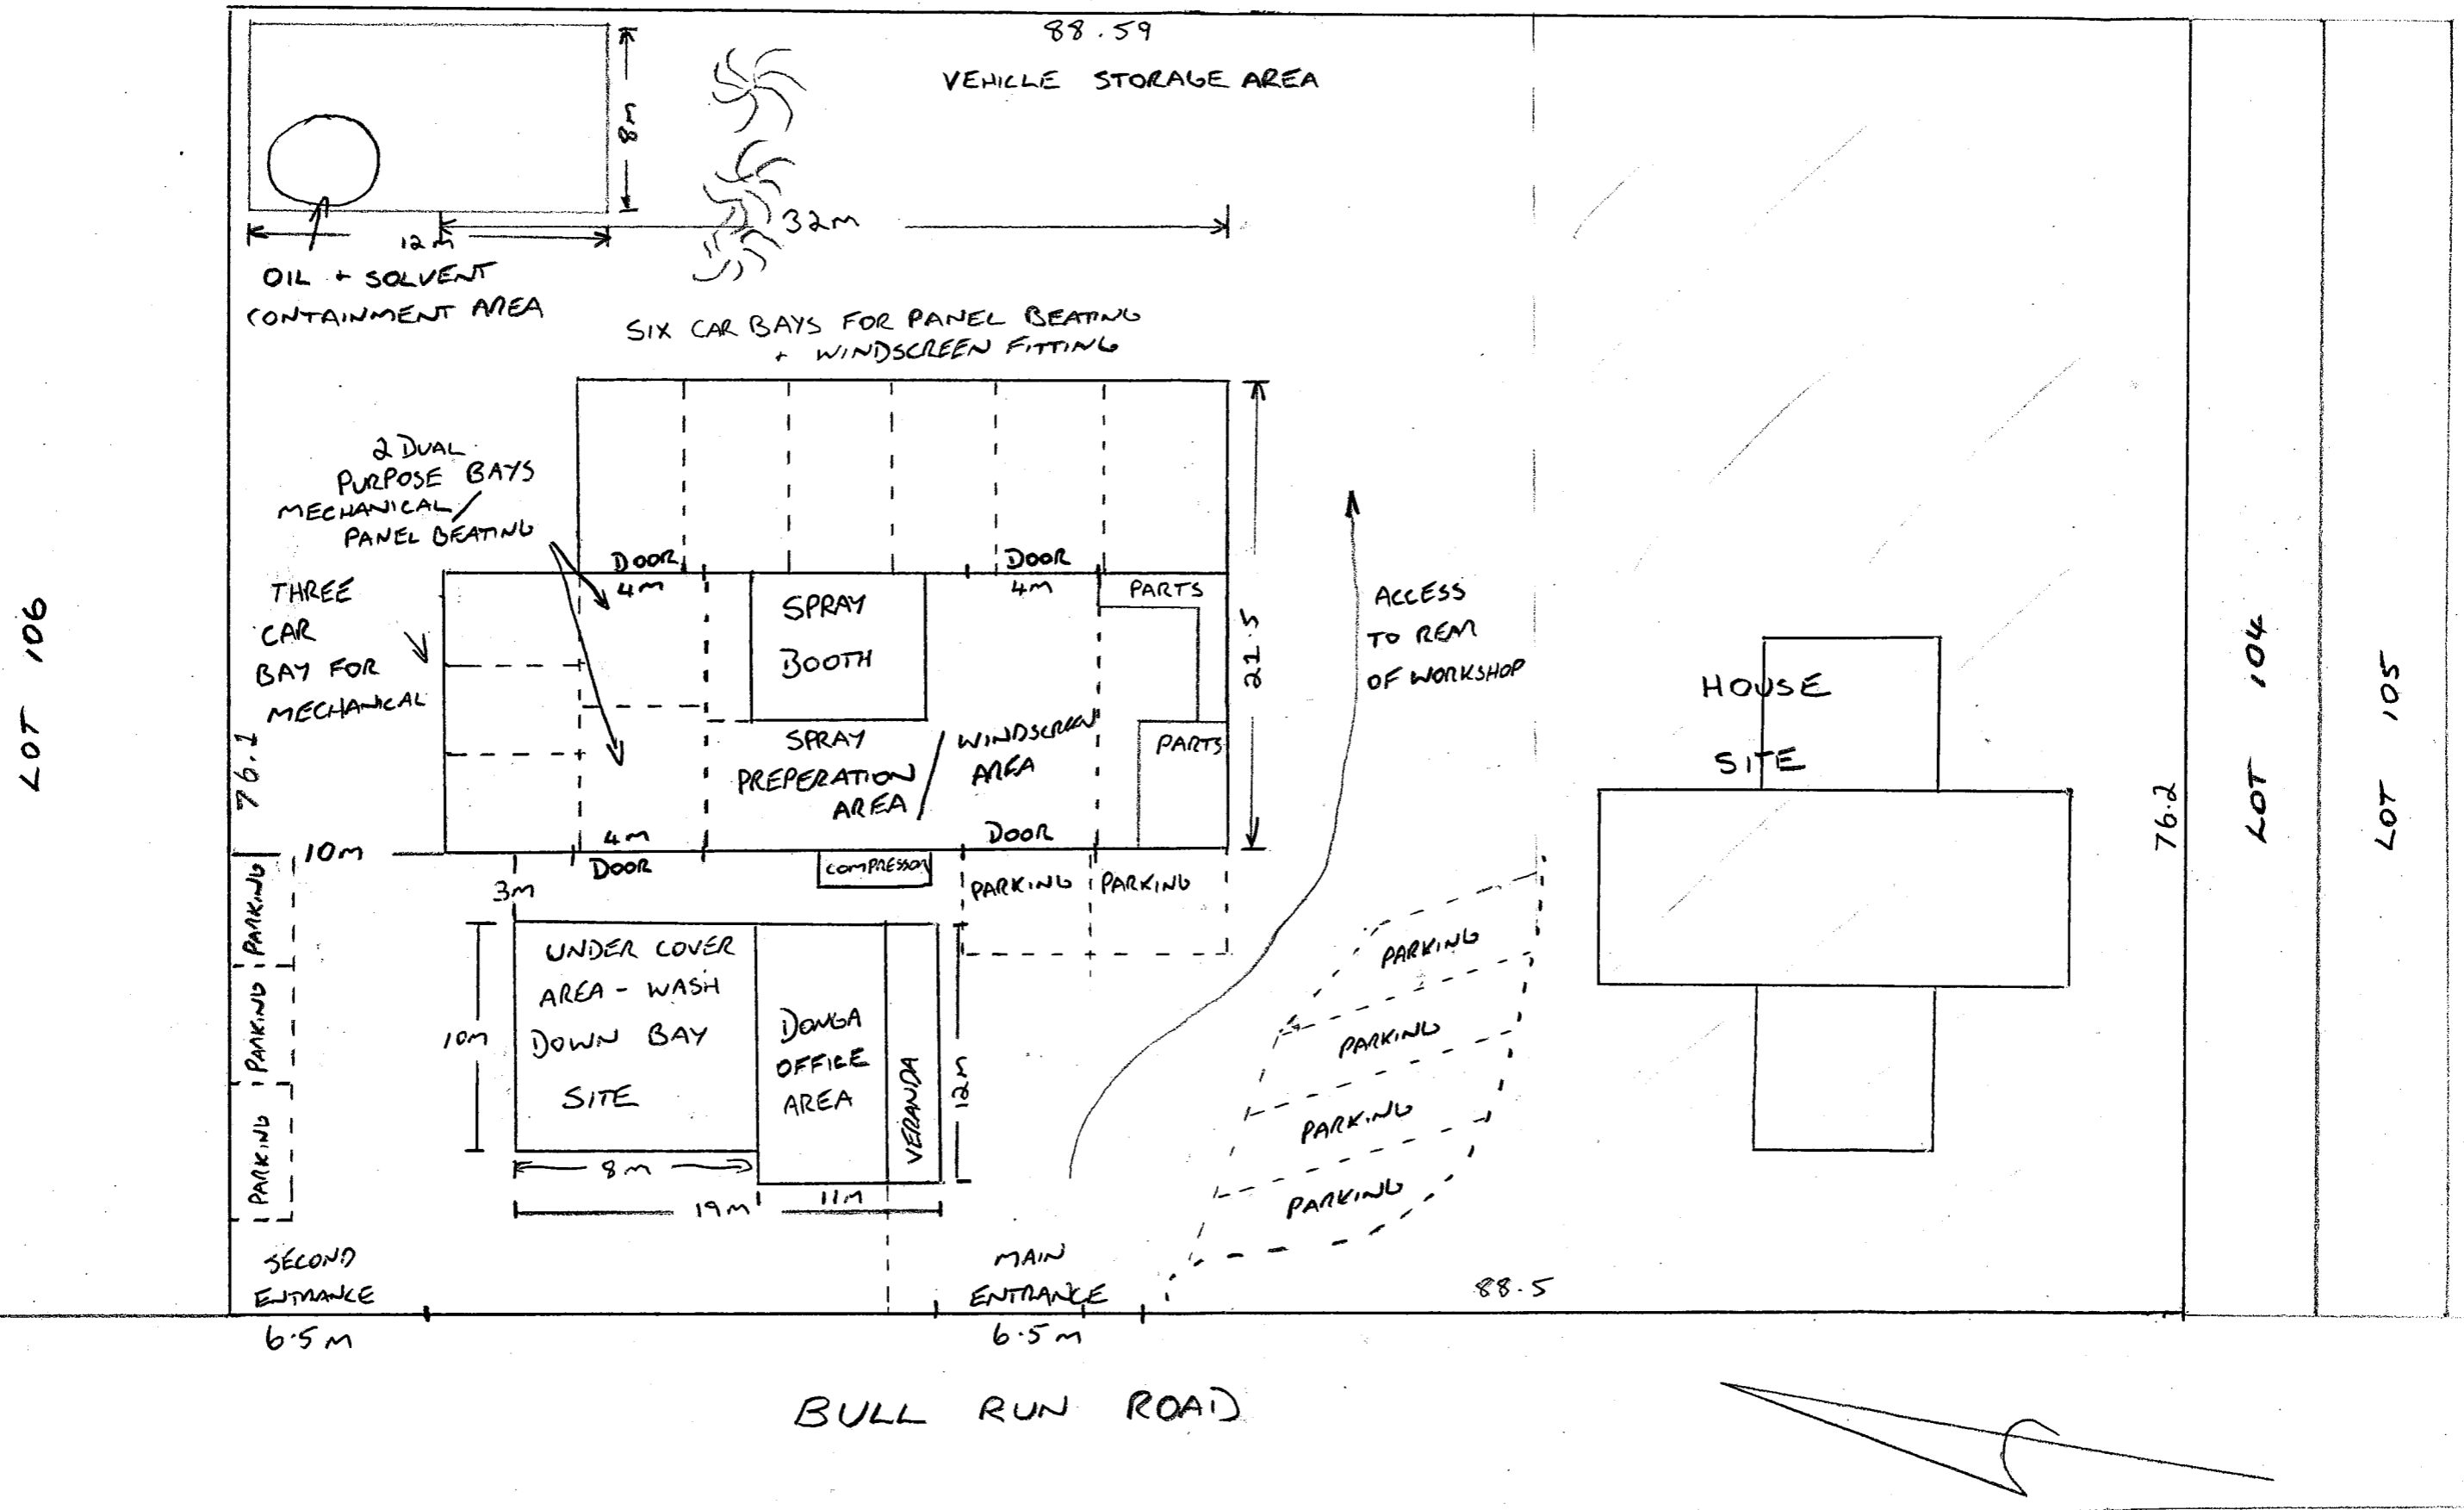 88.59
VEHICLE STORAGE AREA
8m
32m
12m
OIL + SOLVENT
CONTAINMENT AREA
SIX CAR BAYS FOR PANEL BEATING
+ WINDSCREEN FITTING
2 DUAL
PURPOSE BAYS
MECHANICAL/
PANEL BEATING
DOOR
4m
DOOR
4m
THREE
CAR
BAY FOR
MECHANICAL
SPRAY
BOOTH
PARTS
PARTS
SPRAY
PREPERATION
AREA
/
WINDSCREEN
AREA
21.5
ACCESS
TO REAR
OF WORKSHOP
HOUSE
SITE
LOT 106
76.1
76.2
LOT 104
LOT 105
10m
4m
DOOR
DOOR
COMPRESSOR
3m
PARKING
PARKING
PARKING
PARKING
PARKING
UNDER COVER
AREA - WASH
DOWN BAY
SITE
10m
DONGA
OFFICE
AREA
VERANDA
12m
8m
19m
11m
PARKING
PARKING
PARKING
PARKING
SECOND
ENTRANCE
6.5m
MAIN
ENTRANCE
6.5m
88.5
BULL RUN ROAD